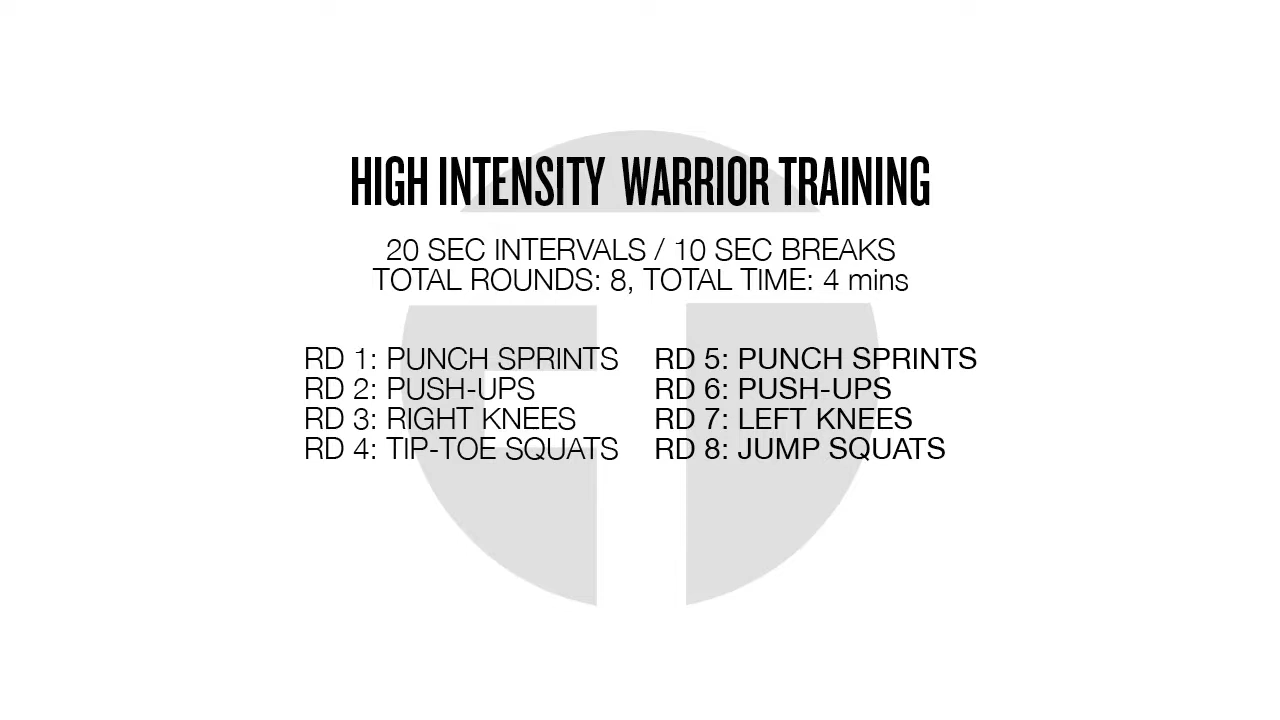 HIGH INTENSITY WARRIOR TRAINING
20 SEC INTERVALS / 10 SEC BREAKS
TOTAL ROUNDS: 8, TOTAL TIME: 4 mins
RD 1: PUNCH SPRINTS
RD 2: PUSH-UPS
RD 3: RIGHT KNEES
RD 4: TIP-TOE SQUATS
RD 5: PUNCH SPRINTS
RD 6: PUSH-UPS
RD 7: LEFT KNEES
RD 8: JUMP SQUATS